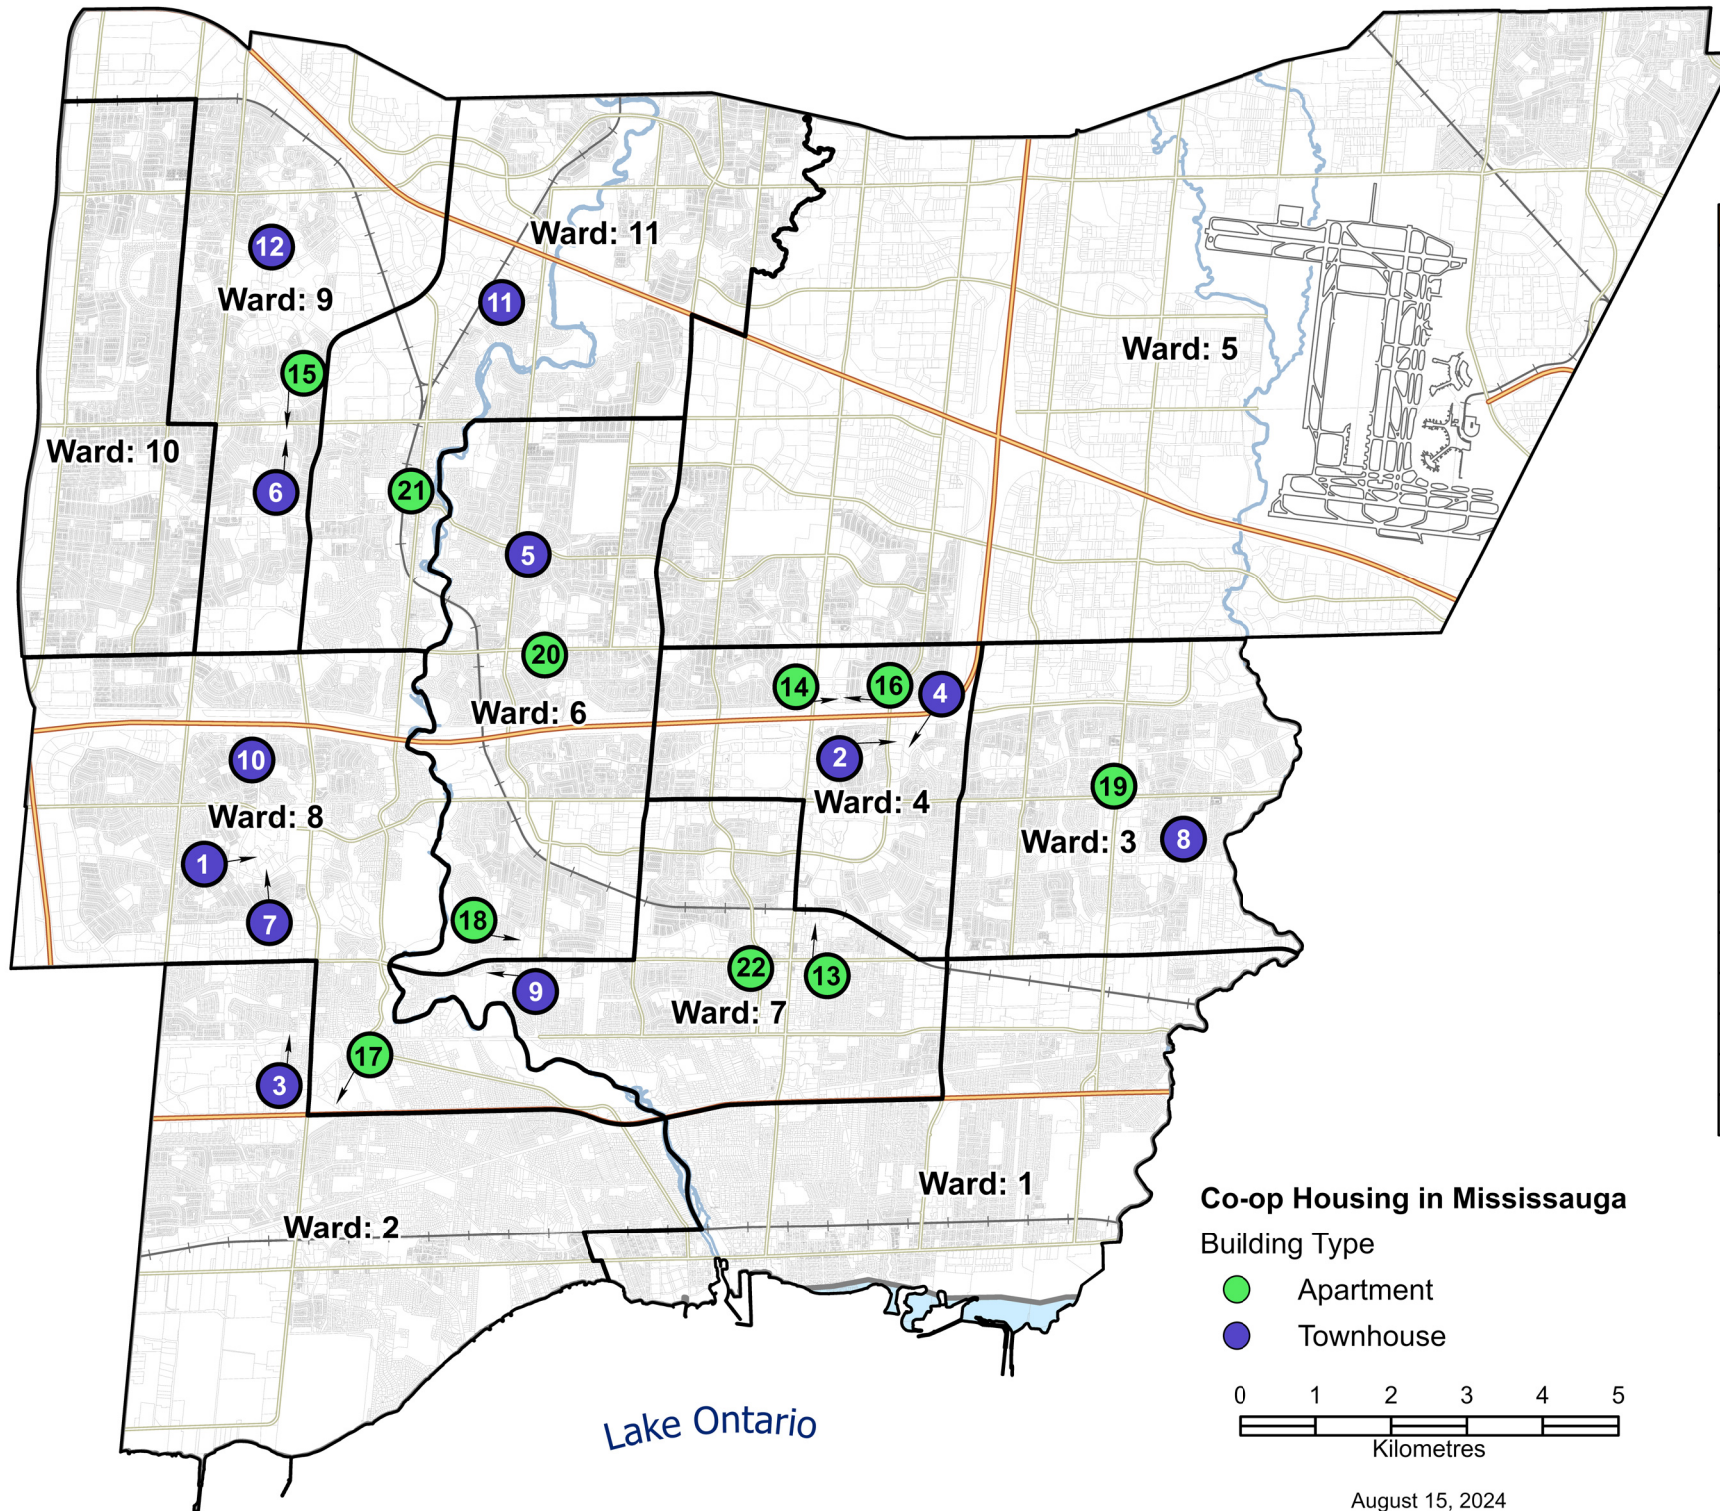 Ward: 11
12
Ward: 9
11
Ward: 5
15
Ward: 10
6
21
5
20
14
16
4
Ward: 6
10
2
19
Ward: 8
Ward: 4
Ward: 3
8
1
7
18
22
13
9
Ward: 7
17
3
Ward: 1
Ward: 2
Lake Ontario
Co-op Housing in Mississauga
Building Type
Apartment
Townhouse
0 1 2 3 4 5
Kilometres
August 15, 2024